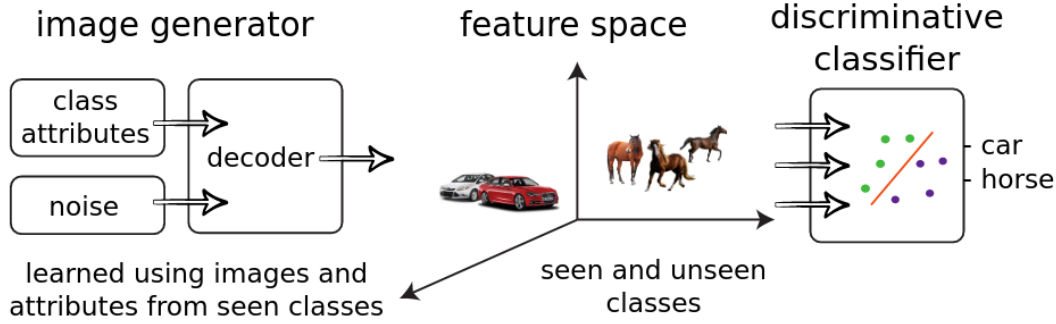 image generator
class
attributes
noise
decoder
learned using images and
attributes from seen classes
feature space
seen and unseen
classes
discriminative
classifier
- car
- horse